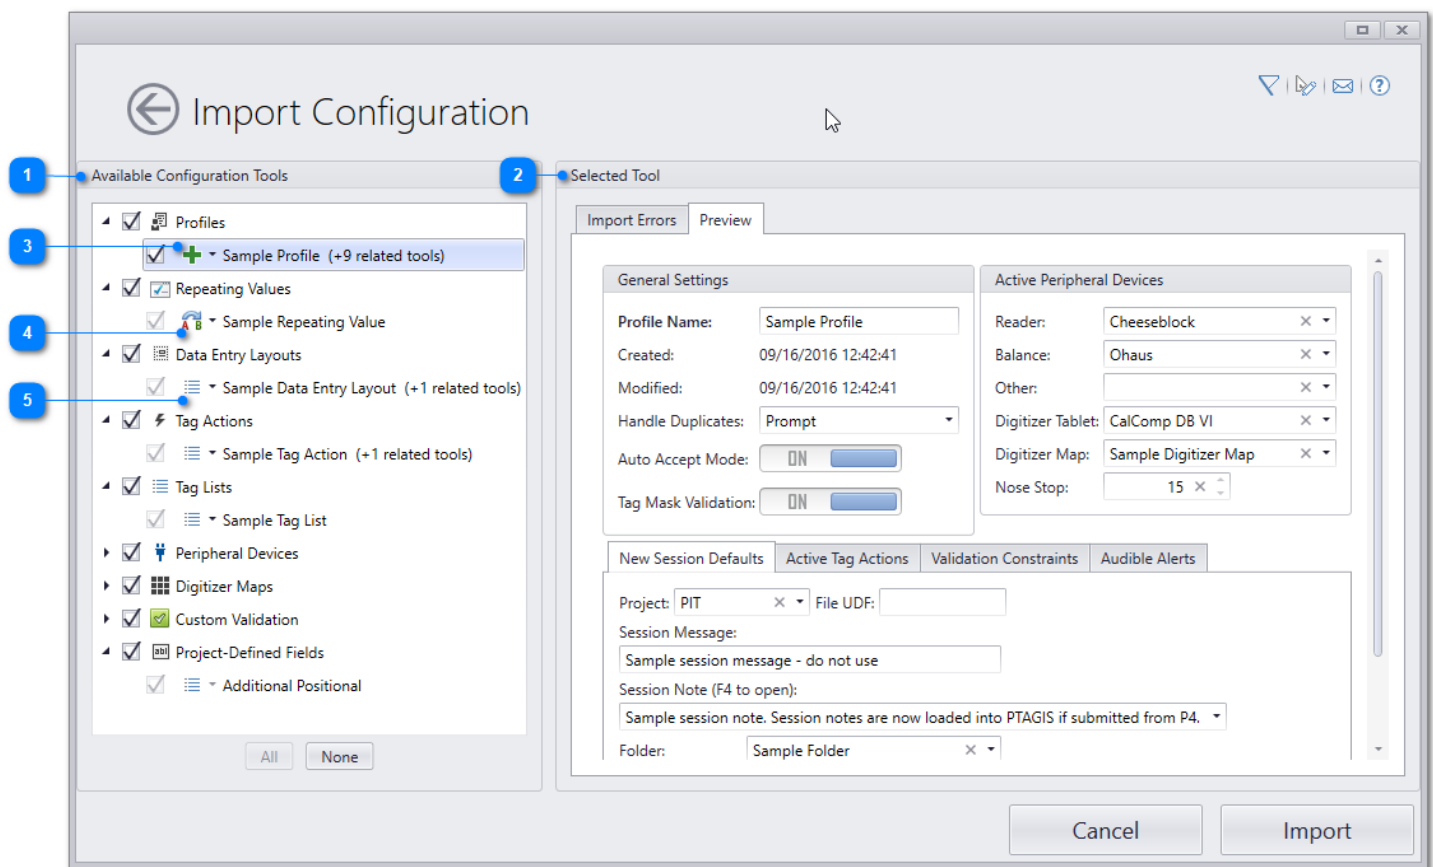 Import Configuration
1
Available Configuration Tools
2
Selected Tool
Profiles
3
Sample Profile (+9 related tools)
Repeating Values
4
A B
Sample Repeating Value
Data Entry Layouts
5
Sample Data Entry Layout (+1 related tools)
Tag Actions
Sample Tag Action (+1 related tools)
Tag Lists
Sample Tag List
Peripheral Devices
Digitizer Maps
Custom Validation
abl Project-Defined Fields
Additional Positional
All None
Import Errors Preview
General Settings
Profile Name: Sample Profile
Created: 09/16/2016 12:42:41
Modified: 09/16/2016 12:42:41
Handle Duplicates: Prompt
Auto Accept Mode: ON
Tag Mask Validation: ON
Active Peripheral Devices
Reader: Cheeseblock
Balance: Ohaus
Other:
Digitizer Tablet: CalComp DB VI
Digitizer Map: Sample Digitizer Map
Nose Stop: 15
New Session Defaults Active Tag Actions Validation Constraints Audible Alerts
Project: PIT File UDF:
Session Message:
Sample session message - do not use
Session Note (F4 to open):
Sample session note. Session notes are now loaded into PTAGIS if submitted from P4.
Folder: Sample Folder
Cancel Import